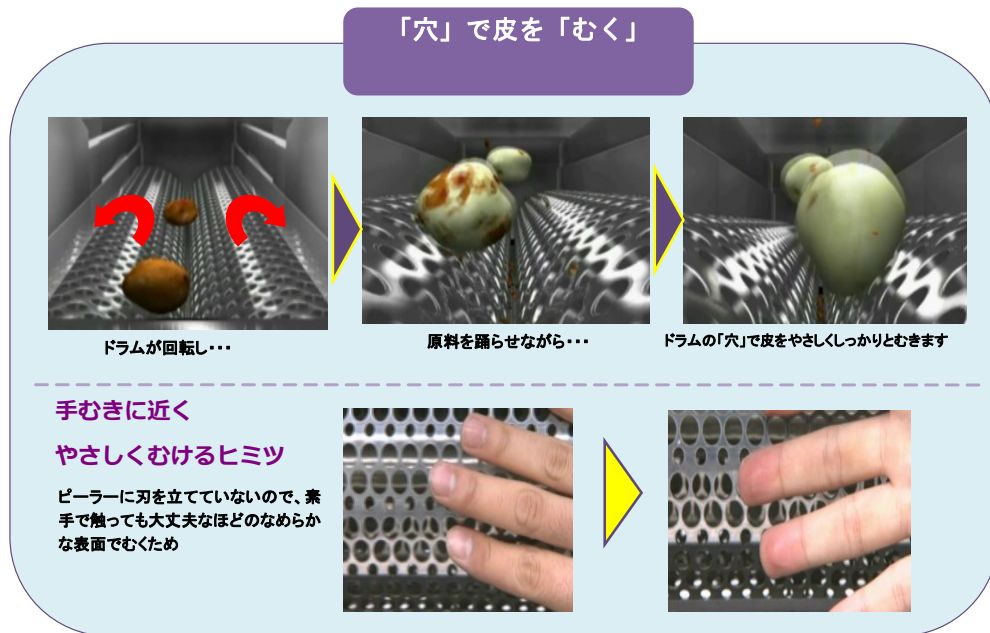 「穴」で皮を「むく」
ドラムが回転し・・・
原料を踊らせながら・・・
ドラムの「穴」で皮をやさしくしっかりとむきます
手むきに近く
やさしくむけるヒミツ
ピーラーに刃を立てていないので、素
手で触っても大丈夫なほどのなめらか
な表面でむくため